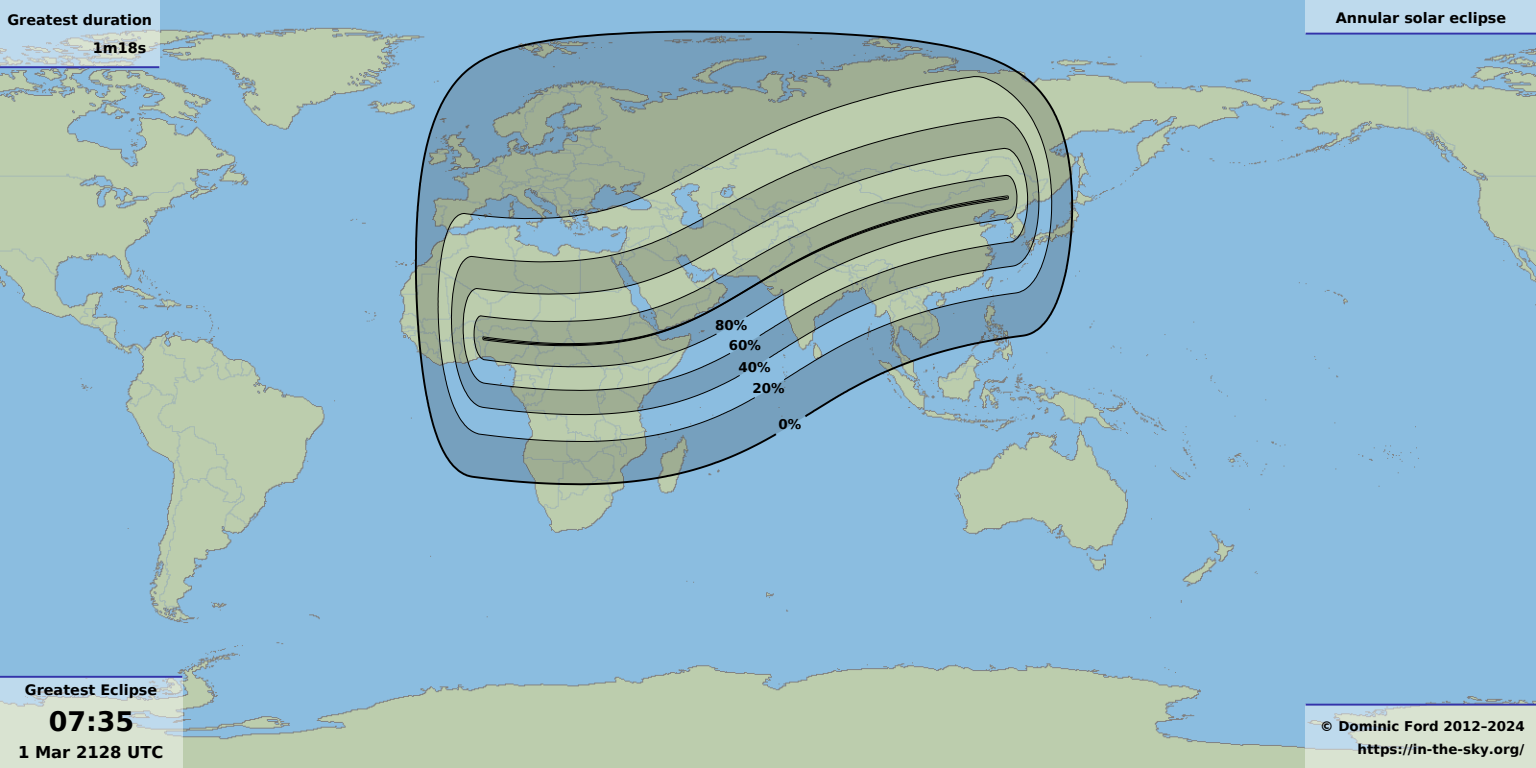 Greatest duration
1m18s
Annular solar eclipse
80%
60%
40%
20%
0%
Greatest Eclipse
07:35
1 Mar 2128 UTC
© Dominic Ford 2012–2024
https://in-the-sky.org/